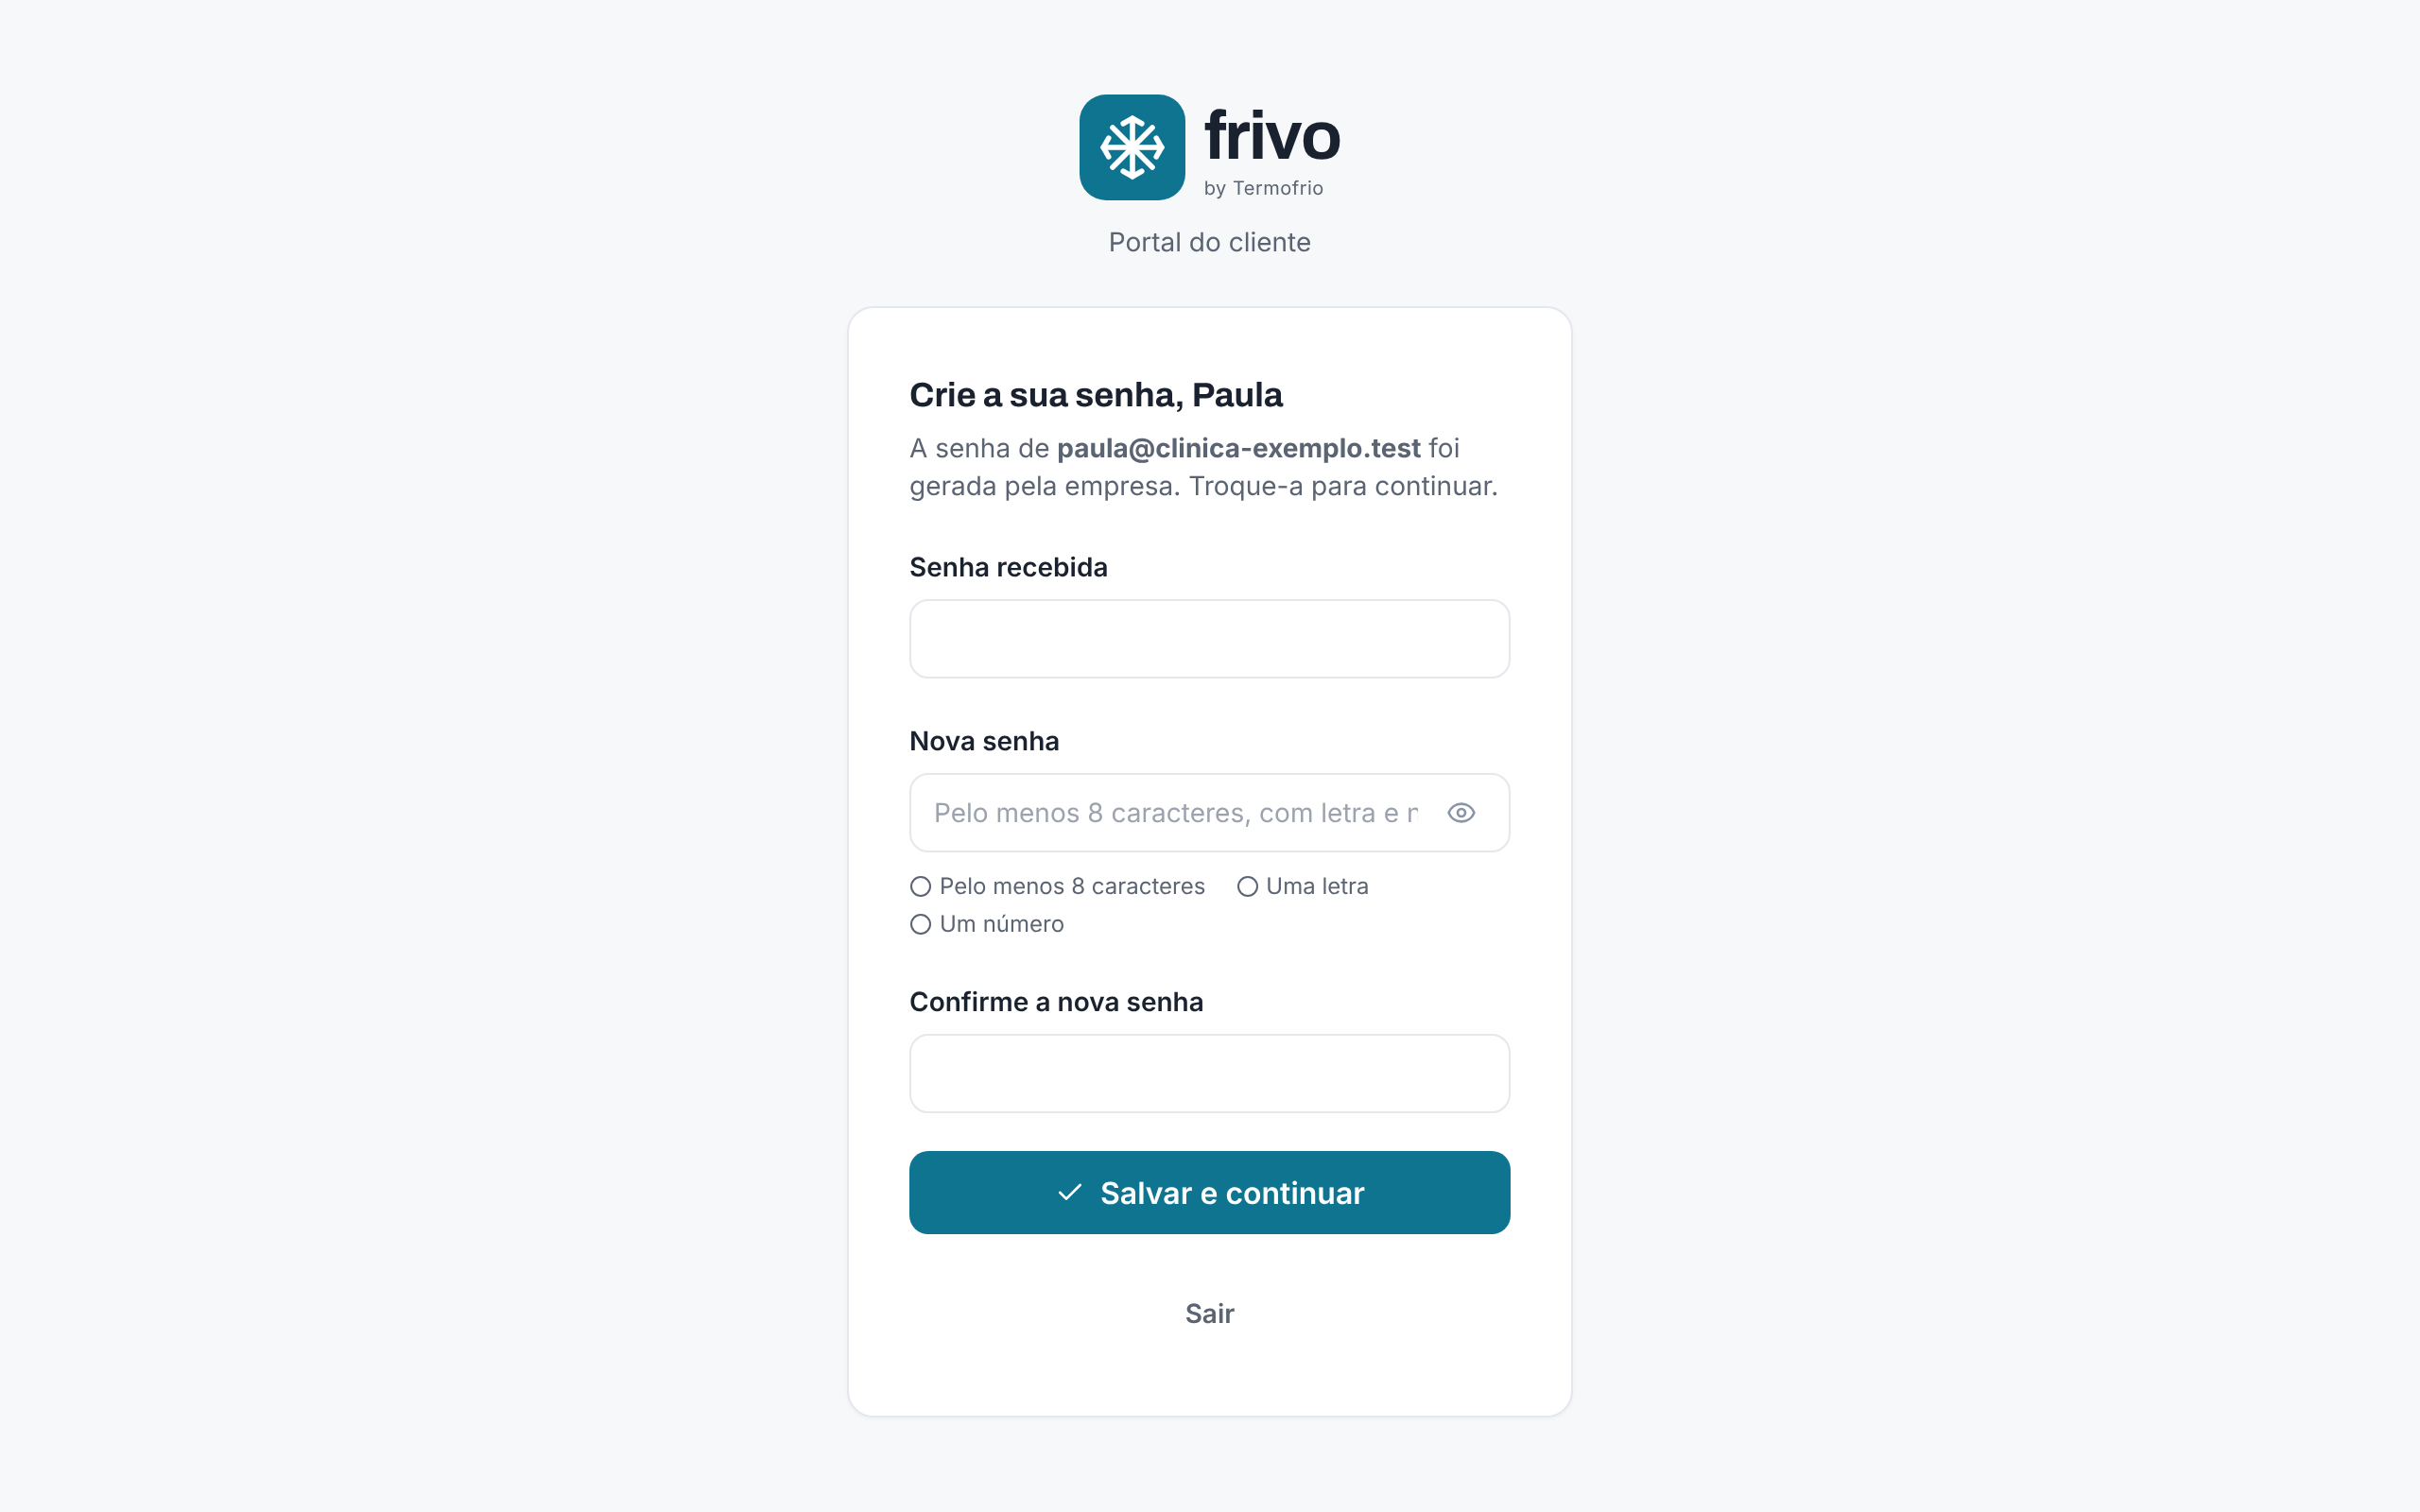 frivo
by Termofrio
Portal do cliente
Crie a sua senha, Paula
A senha de paula@clinica-exemplo.test foi
gerada pela empresa. Troque-a para continuar.
Senha recebida
Nova senha
Pelo menos 8 caracteres, com letra e
Pelo menos 8 caracteres
Uma letra
Um número
Confirme a nova senha
Salvar e continuar
Sair